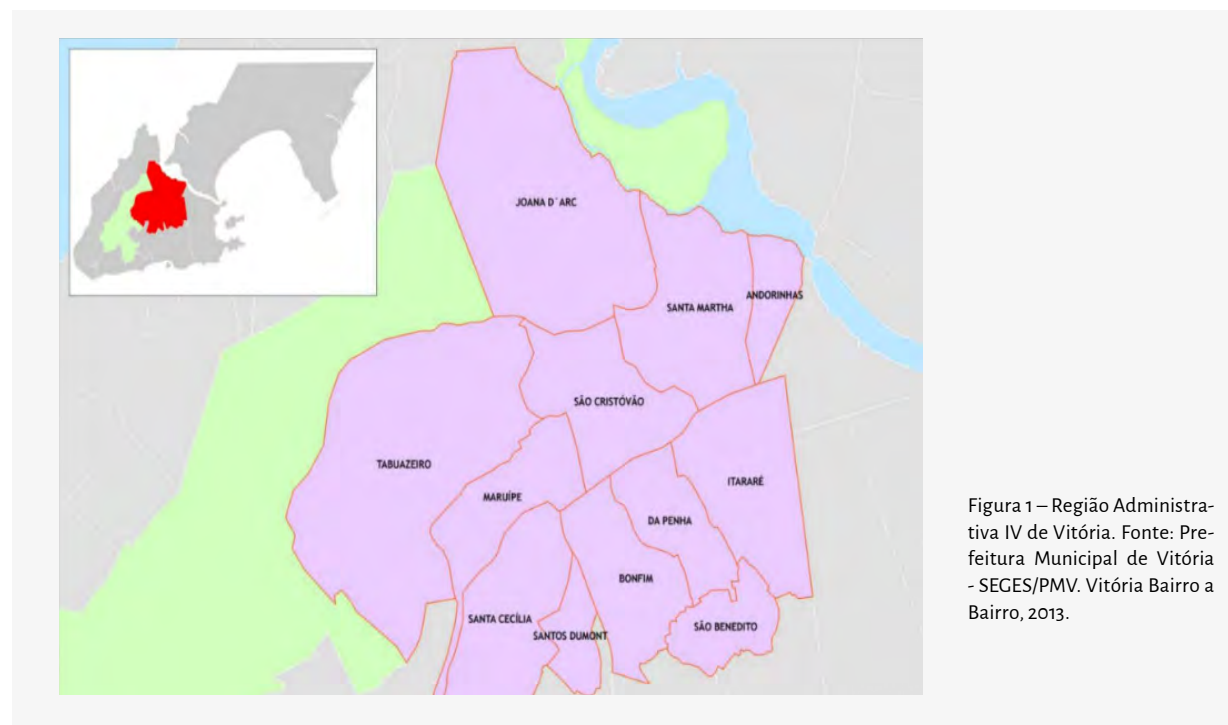 JOANA D´ARC
SANTA MARTHA
ANDORINHAS
SÃO CRISTÓVÃO
TABUAZEIRO
MARUÍPE
ITARARÉ
DA PENHA
BONFIM
SANTA CECÍLIA
SANTOS DUMONT
SÃO BENEDITO
Figura 1 – Região Administra-
tiva IV de Vitória. Fonte: Pre-
feitura Municipal de Vitória
- SEGES/PMV. Vitória Bairro a
Bairro, 2013.